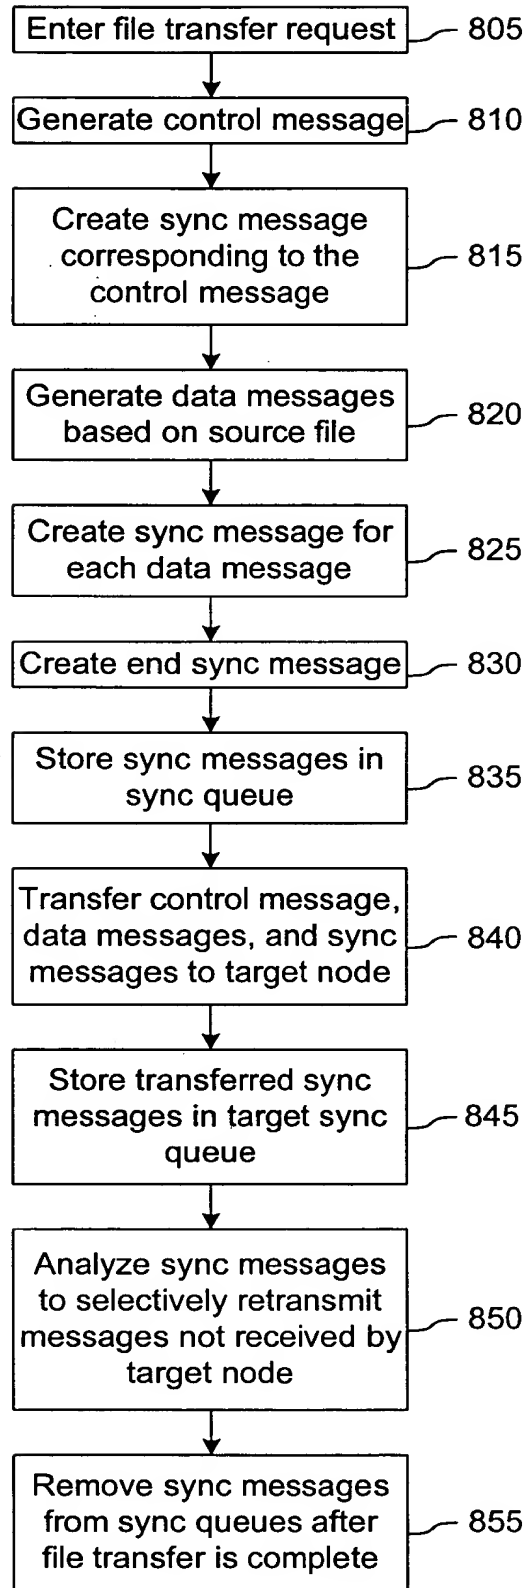 Enter file transfer request
805
Generate control message
810
Create sync message
corresponding to the
control message
815
Generate data messages
based on source file
820
Create sync message for
each data message
825
Create end sync message
830
Store sync messages in
sync queue
835
Transfer control message,
data messages, and sync
messages to target node
840
Store transferred sync
messages in target sync
queue
845
Analyze sync messages
to selectively retransmit
messages not received by
target node
850
Remove sync messages
from sync queues after
file transfer is complete
855